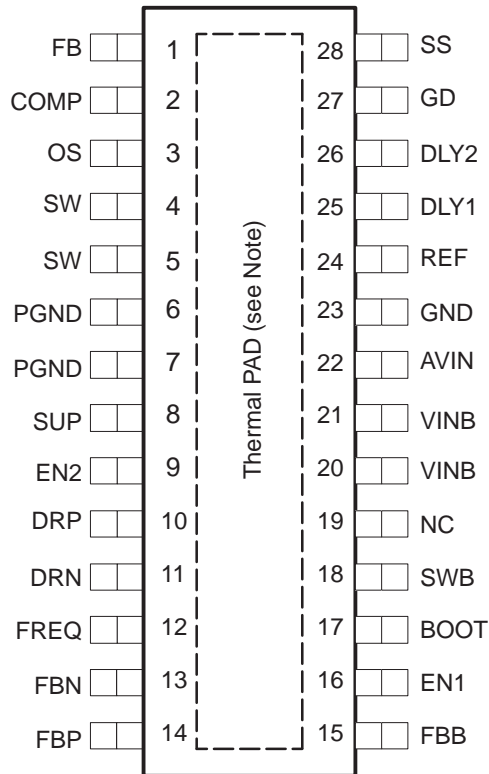 FB 1 28 SS
COMP 2 27 GD
OS 3 26 DLY2
SW 4 25 DLY1
SW 5 24 REF
PGND 6 23 GND
PGND 7 22 AVIN
SUP 8 21 VINB
EN2 9 20 VINB
DRP 10 19 NC
DRN 11 18 SWB
FREQ 12 17 BOOT
FBN 13 16 EN1
FBP 14 15 FBB
Thermal PAD (see Note)